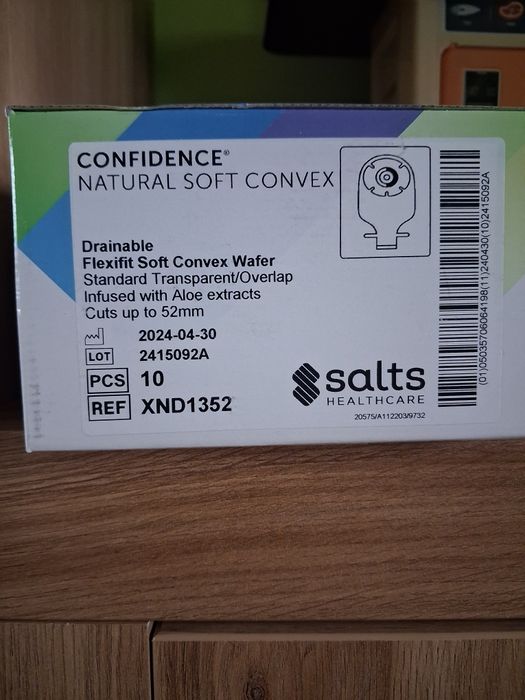 CONFIDENCE®
NATURAL SOFT CONVEX
Drainable
Flexifit Soft Convex Wafer
Standard Transparent/Overlap
Infused with Aloe extracts
Cuts up to 52mm
2024-04-30
LOT 2415092A
PCS 10
REF XND1352
salts
HEALTHCARE
20575/A112203/9732
(01)05035706064198(11)240430(10)2415092A